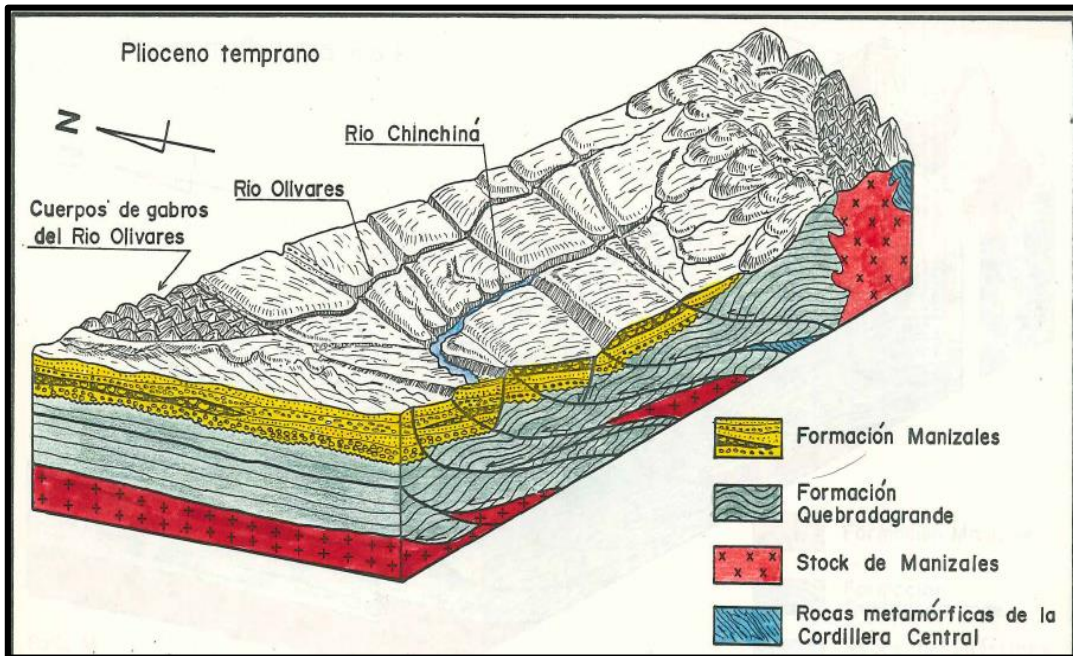 Plioceno temprano
N
Rio Chinchiná
Rio Olivares
Cuerpos de gabros
del Rio Olivares
Formación Manizales
Formación
Quebradagrande
Stock de Manizales
Rocas metamórficas de la
Cordillera Central